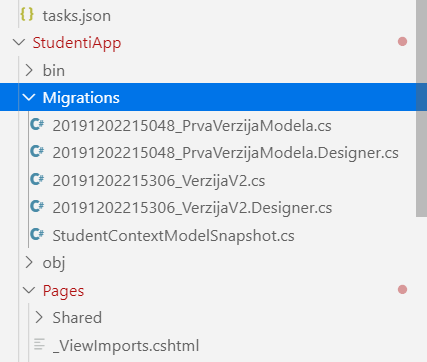 tasks.json
StudentiApp
bin
Migrations
20191202215048_PrvaVerzijaModela.cs
20191202215048_PrvaVerzijaModela.Designer.cs
20191202215306_VerzijaV2.cs
20191202215306_VerzijaV2.Designer.cs
StudentContextModelSnapshot.cs
obj
Pages
Shared
_ViewImports.cshtml